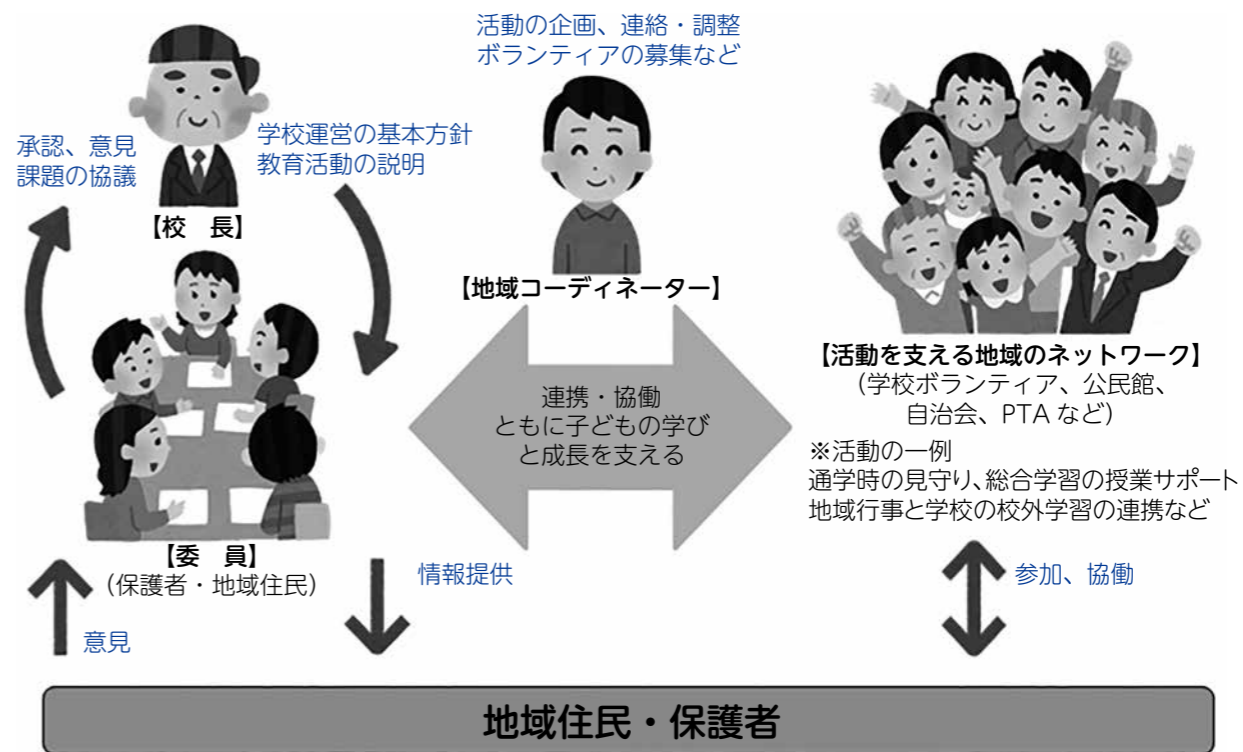 活動の企画、連絡・調整
ボランティアの募集など
承認、意見
課題の協議
学校運営の基本方針
教育活動の説明
【校　長】
【地域コーディネーター】
【活動を支える地域のネットワーク】
（学校ボランティア、公民館、
自治会、PTA など）
※活動の一例
通学時の見守り、総合学習の授業サポート
地域行事と学校の校外学習の連携など
連携・協働
ともに子どもの学び
と成長を支える
【委　員】
（保護者・地域住民）
意見
情報提供
参加、協働
地域住民・保護者